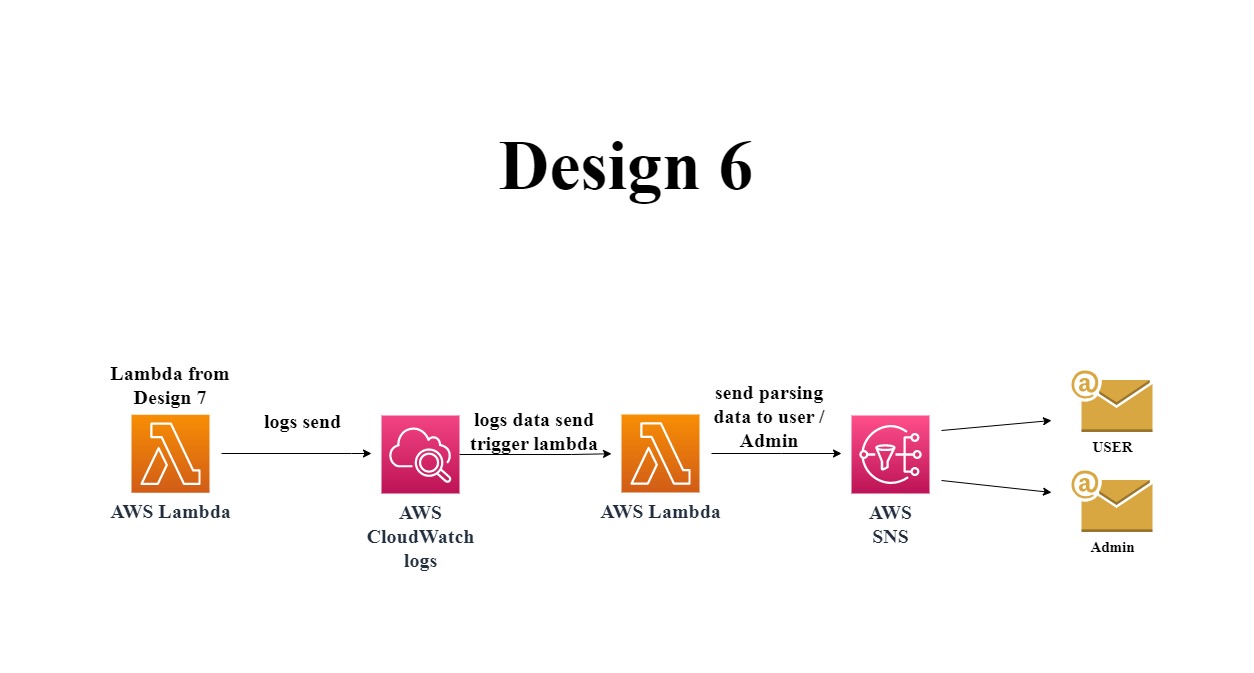 Design 6
Lambda from
Design 7
logs send
logs data send
trigger lambda
send parsing
data to user /
Admin
AWS Lambda
AWS
CloudWatch
logs
AWS Lambda
AWS
SNS
@
USER
@
Admin